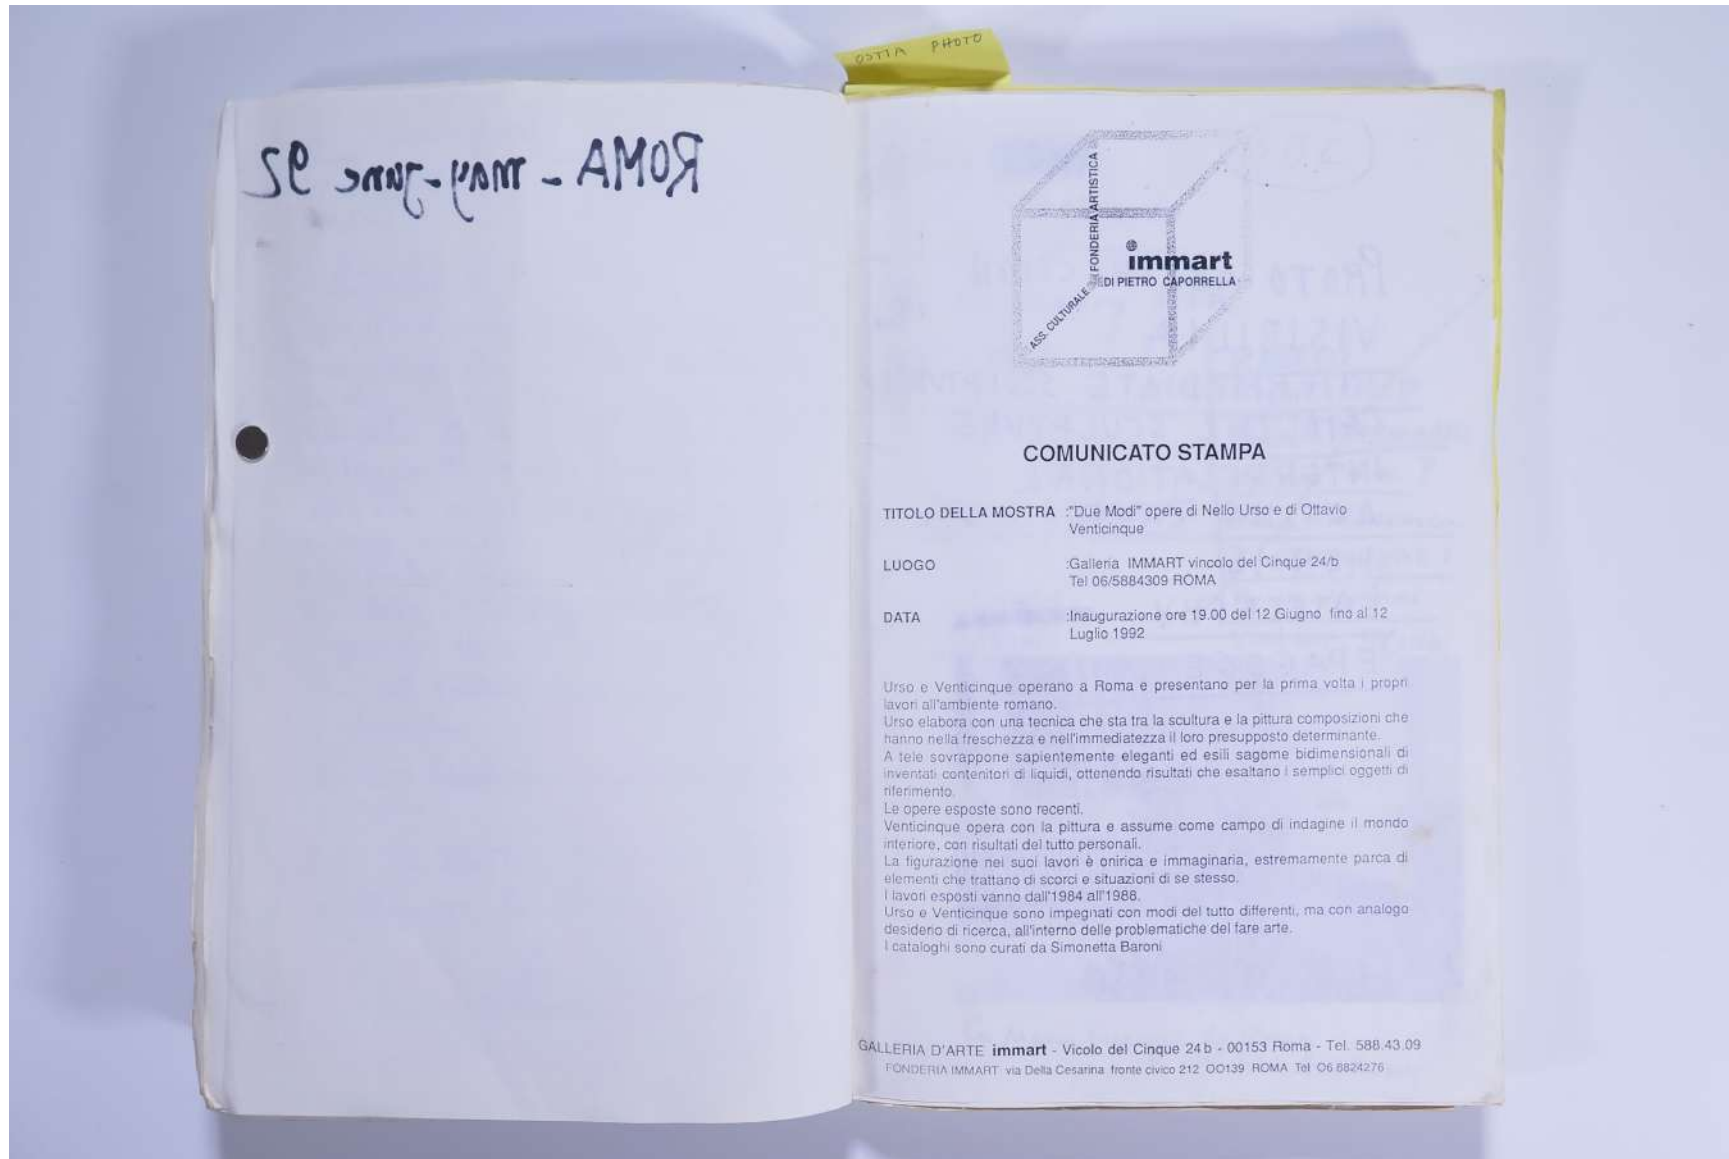 OSTIA PHOTO
ROMA - may-june 92
ASS. CULTURALE
FONDERIA ARTISTICA
immart
DI PIETRO CAPORRELLA
COMUNICATO STAMPA
TITOLO DELLA MOSTRA :"Due Modi" opere di Nello Urso e di Ottavio
Venticinque
LUOGO :Galleria IMMART vincolo del Cinque 24/b
Tel 06/5884309 ROMA
DATA :Inaugurazione ore 19.00 del 12 Giugno fino al 12
Luglio 1992
Urso e Venticinque operano a Roma e presentano per la prima volta i propri
lavori all'ambiente romano.
Urso elabora con una tecnica che sta tra la scultura e la pittura composizioni che
hanno nella freschezza e nell'immediatezza il loro presupposto determinante.
A tele sovrappone sapientemente eleganti ed esili sagome bidimensionali di
inventati contenitori di liquidi, ottenendo risultati che esaltano i semplici oggetti di
riferimento.
Le opere esposte sono recenti.
Venticinque opera con la pittura e assume come campo di indagine il mondo
interiore, con risultati del tutto personali.
La figurazione nei suoi lavori è onirica e immaginaria, estremamente parca di
elementi che trattano di scorci e situazioni di se stesso.
I lavori esposti vanno dall'1984 all'1988.
Urso e Venticinque sono impegnati con modi del tutto differenti, ma con analogo
desiderio di ricerca, all'interno delle problematiche del fare arte.
I cataloghi sono curati da Simonetta Baroni
GALLERIA D'ARTE immart - Vicolo del Cinque 24 b - 00153 Roma - Tel. 588.43.09
FONDERIA IMMART via Della Cesarina fronte civico 212 OO139 ROMA Tel O6 8824276